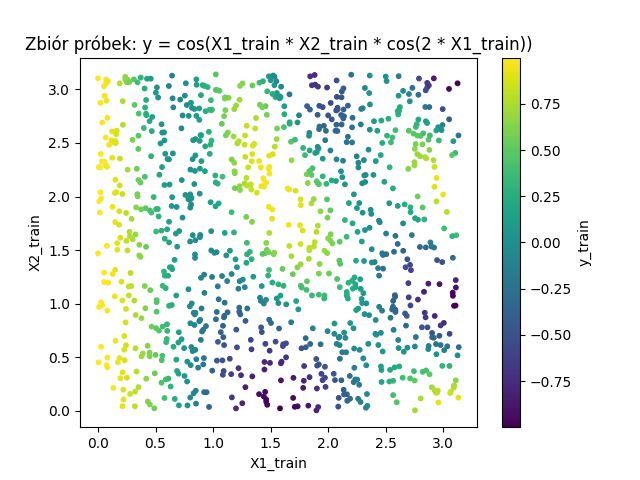 Zbiór próbek: y = cos(X1_train * X2_train * cos(2 * X1_train))
3.0
2.5
2.0
1.5
1.0
0.5
0.0
X2_train
0.0 0.5 1.0 1.5 2.0 2.5 3.0
X1_train
0.75
0.50
0.25
0.00
−0.25
−0.50
−0.75
y_train